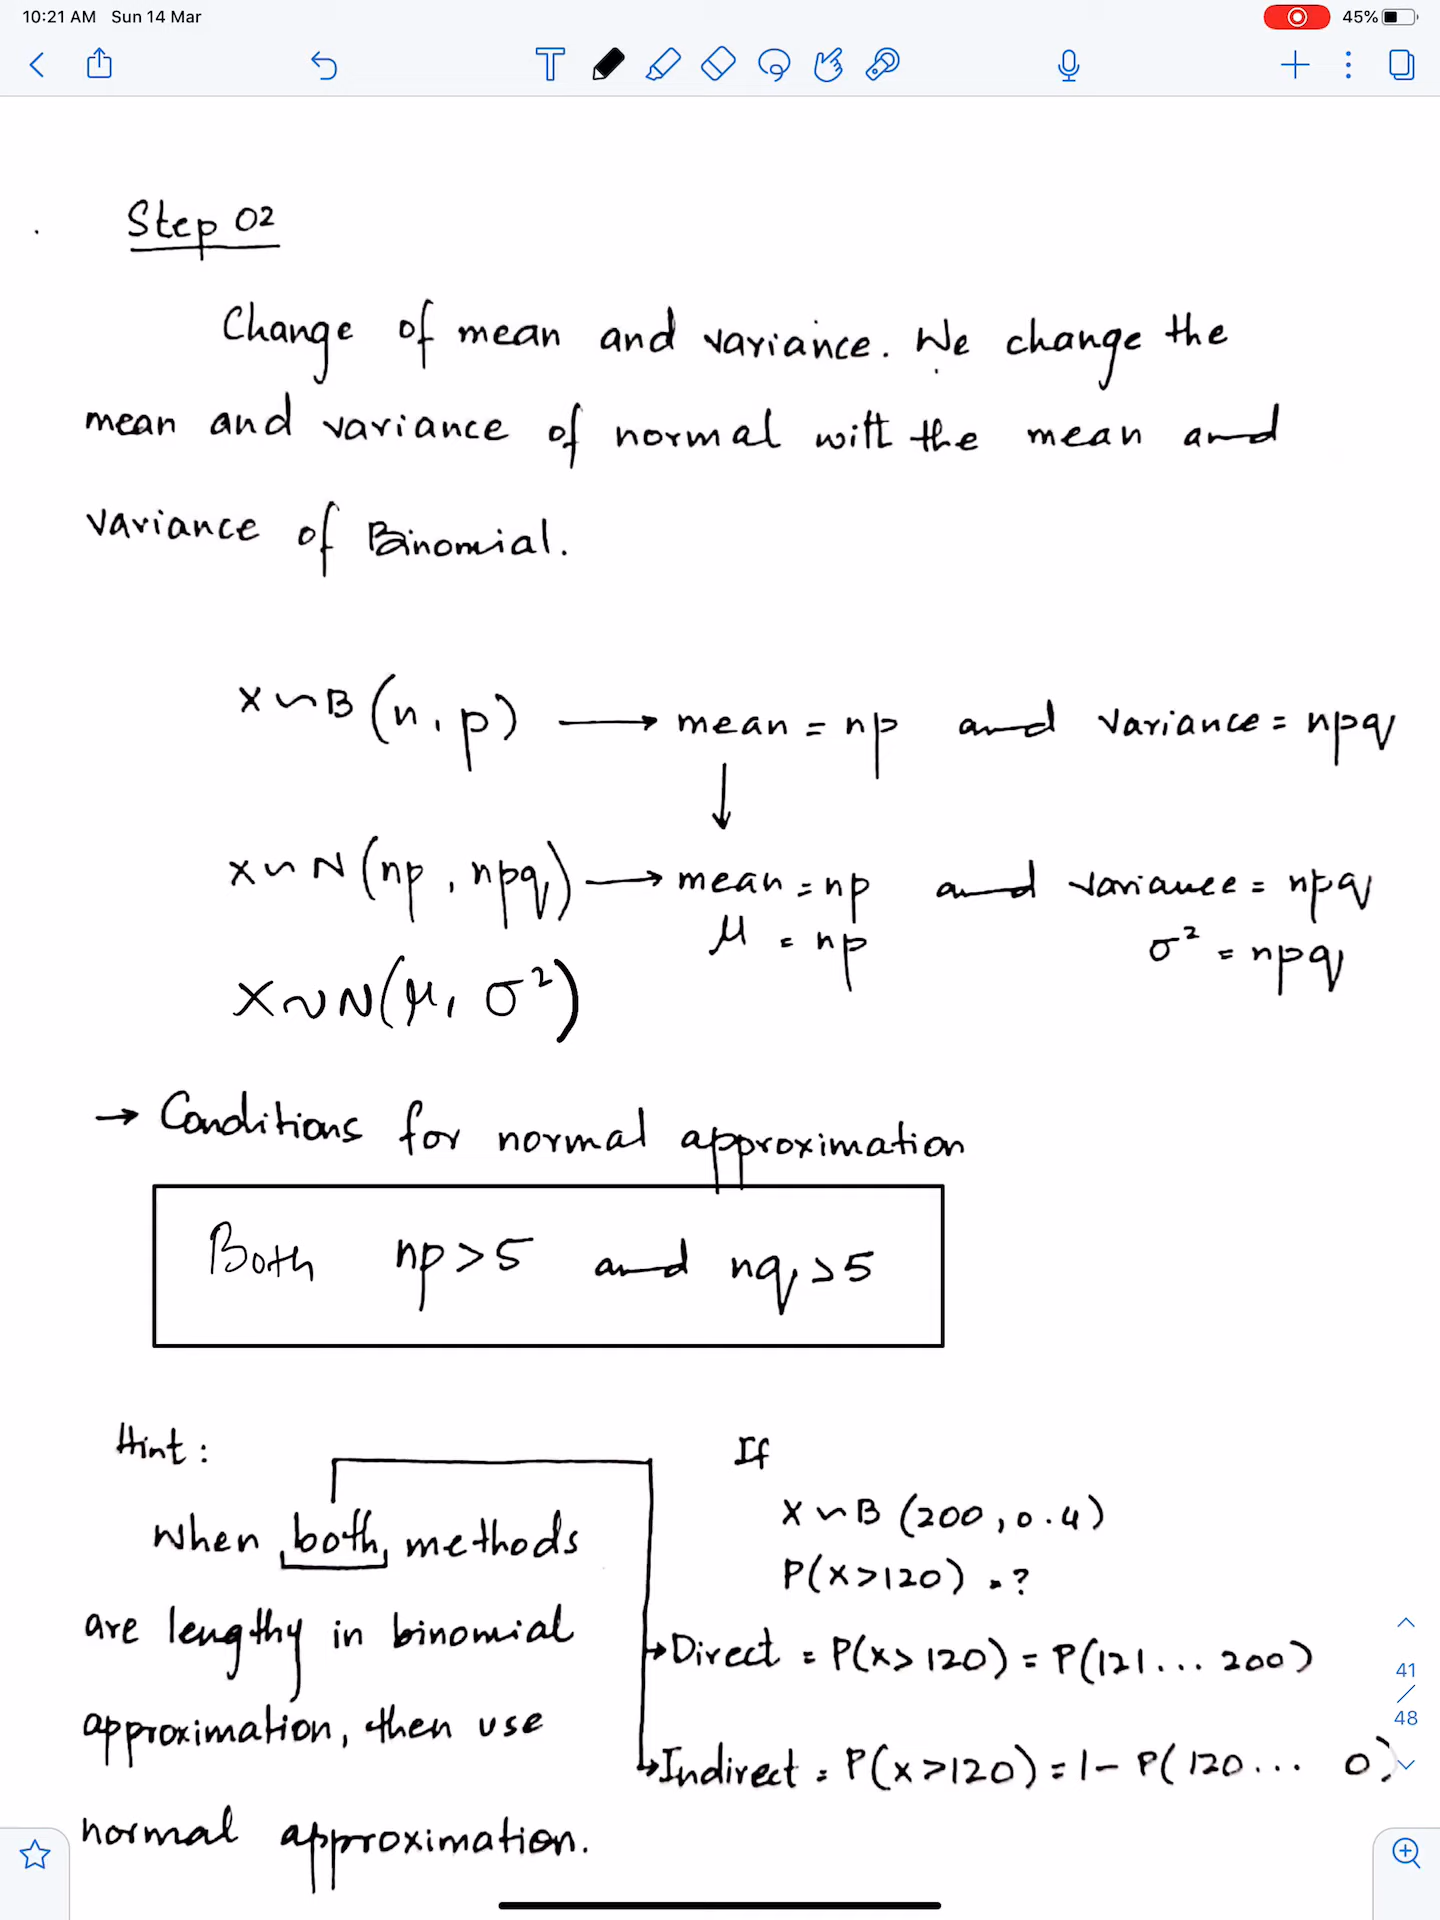 10:21 AM Sun 14 Mar
45%
Step 02
Change of mean and variance. We change the
mean and variance of normal witt the mean and
variance of Binomial.
X ~ B (n, p) → mean = np and variance = npq
↓
X ~ N (np, npq) → mean = np and variance = npq
μ = np σ² = npq
X ~ N(μ, σ²)
→ Conditions for normal approximation
Both np > 5 and nq > 5
Hint:
When both methods
are lengthy in binomial
approximation, then use
normal approximation.
If
X ~ B (200, 0.4)
P(X > 120) = ?
→ Direct = P(X > 120) = P(121 ... 200)
→ Indirect = P(X > 120) = 1 - P(120 ... 0)
41
/
48